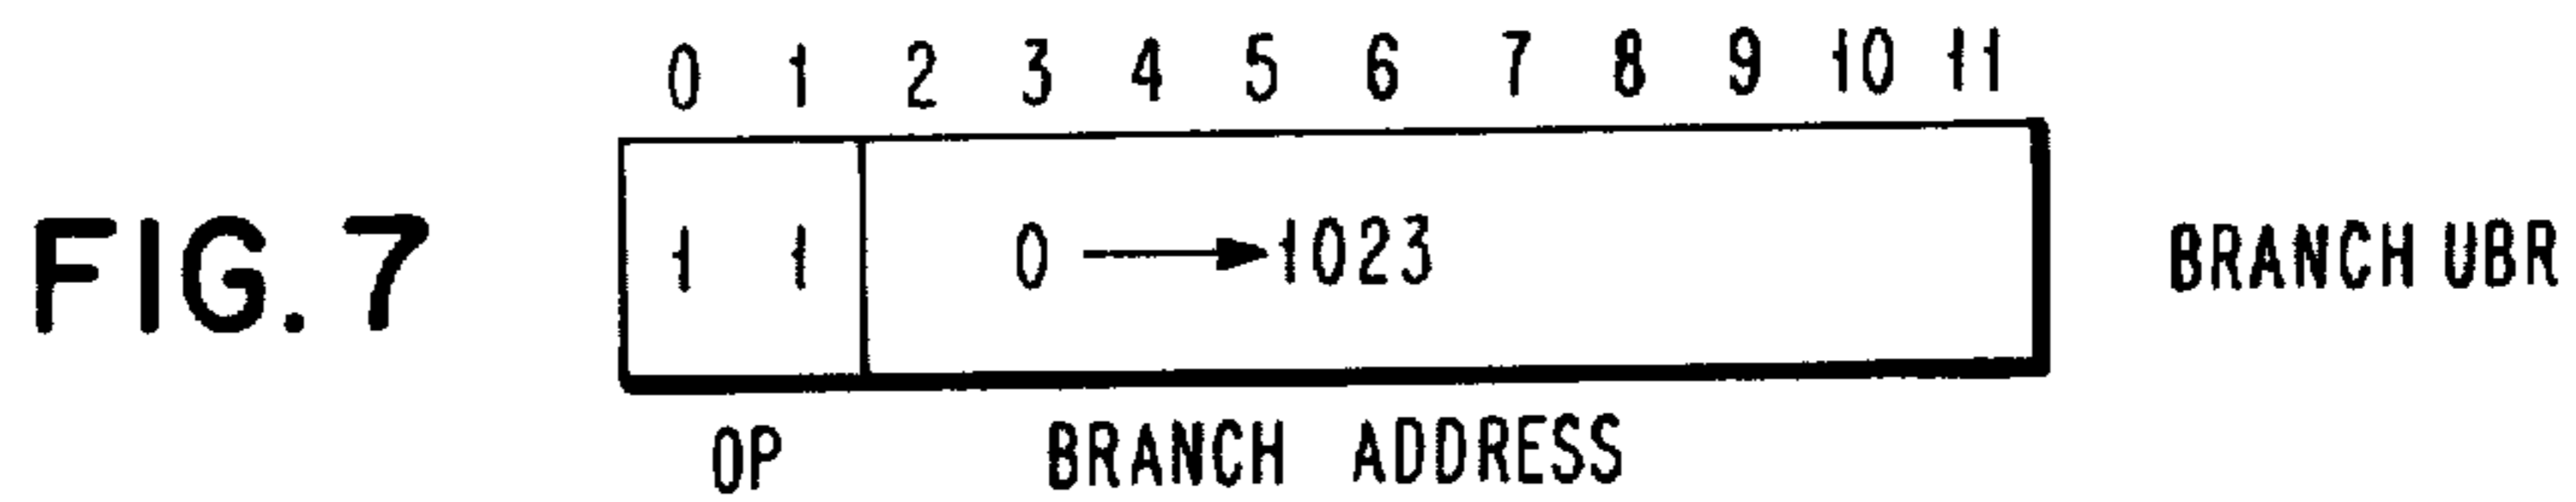 0 1 2 3 4 5 6 7 8 9 10 11
FIG. 7
1 1 0 → 1023
BRANCH UBR
OP BRANCH ADDRESS